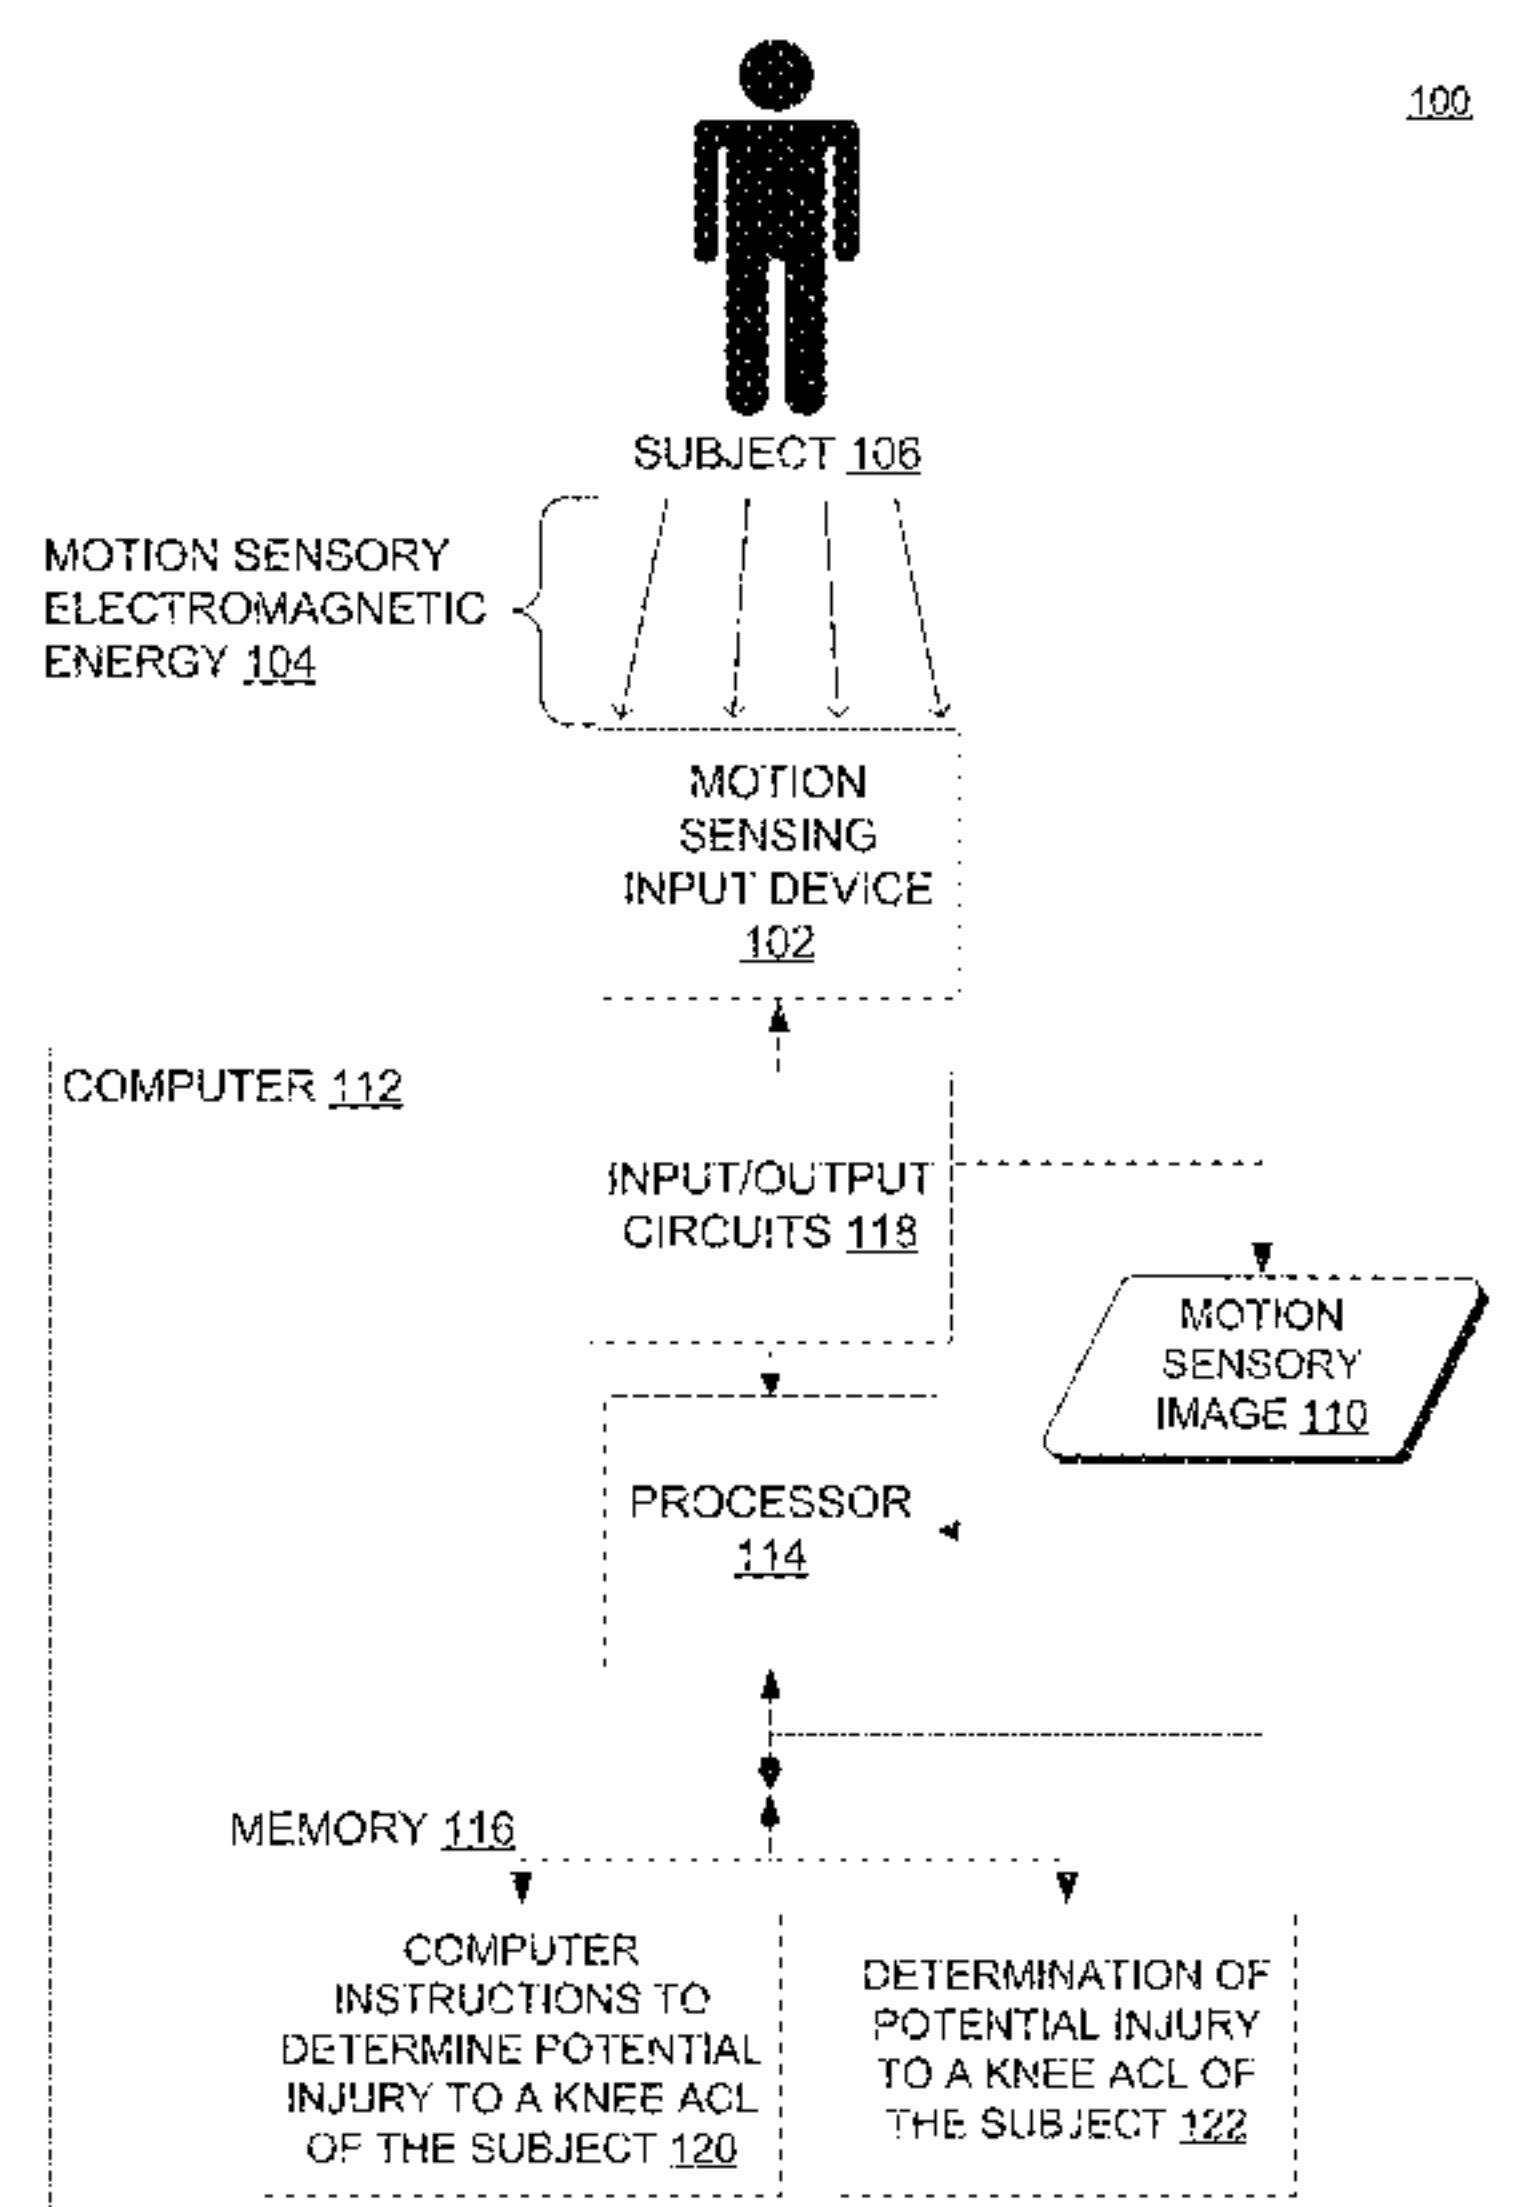 100
SUBJECT 106
MOTION SENSORY
ELECTROMAGNETIC
ENERGY 104
MOTION
SENSING
INPUT DEVICE
102
COMPUTER 112
INPUT/OUTPUT
CIRCUITS 118
MOTION
SENSORY
IMAGE 110
PROCESSOR
114
MEMORY 116
COMPUTER
INSTRUCTIONS TO
DETERMINE POTENTIAL
INJURY TO A KNEE ACL
OF THE SUBJECT 120
DETERMINATION OF
POTENTIAL INJURY
TO A KNEE ACL OF
THE SUBJECT 122